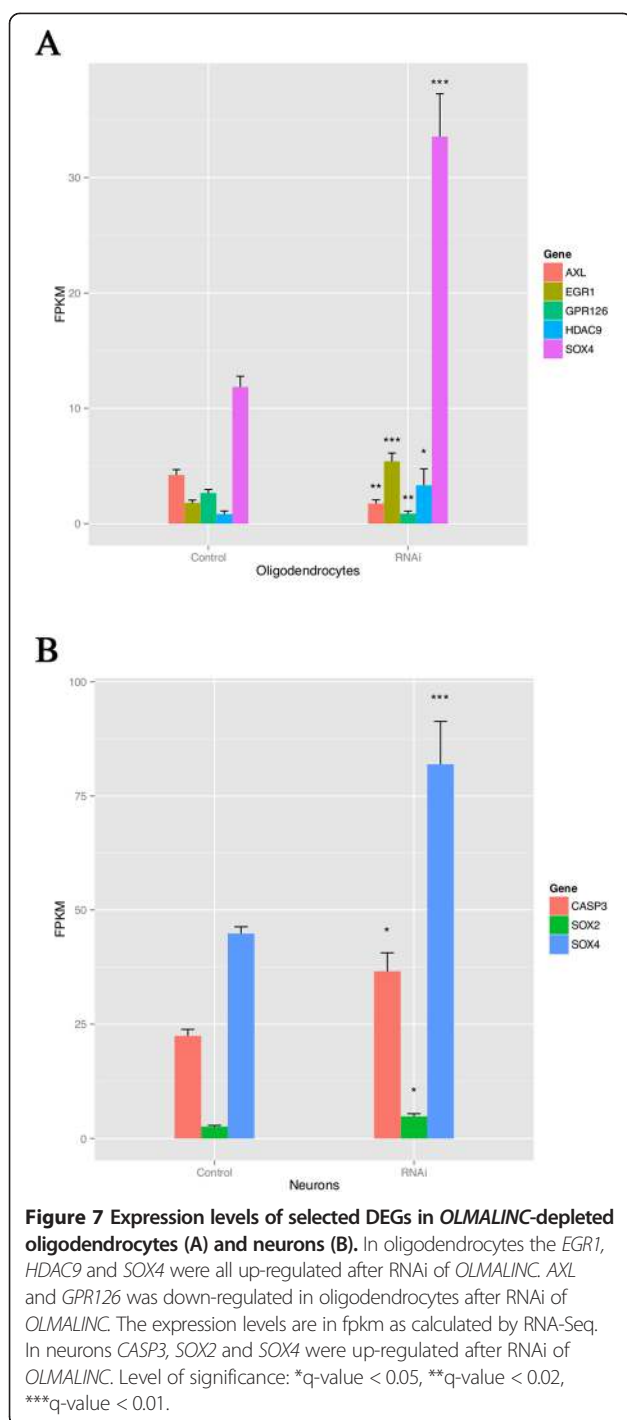 A
***
30
20
10
0
FPKM
**
***
**
*
Control
RNAi
Oligodendrocytes
Gene
AXL
EGR1
GPR126
HDAC9
SOX4
B
100
75
50
25
0
FPKM
***
*
*
Control
RNAi
Neurons
Gene
CASP3
SOX2
SOX4
Figure 7 Expression levels of selected DEGs in OLMALINC-depleted
oligodendrocytes (A) and neurons (B). In oligodendrocytes the EGR1,
HDAC9 and SOX4 were all up-regulated after RNAi of OLMALINC. AXL
and GPR126 was down-regulated in oligodendrocytes after RNAi of
OLMALINC. The expression levels are in fpkm as calculated by RNA-Seq.
In neurons CASP3, SOX2 and SOX4 were up-regulated after RNAi of
OLMALINC. Level of significance: *q-value < 0.05, **q-value < 0.02,
***q-value < 0.01.